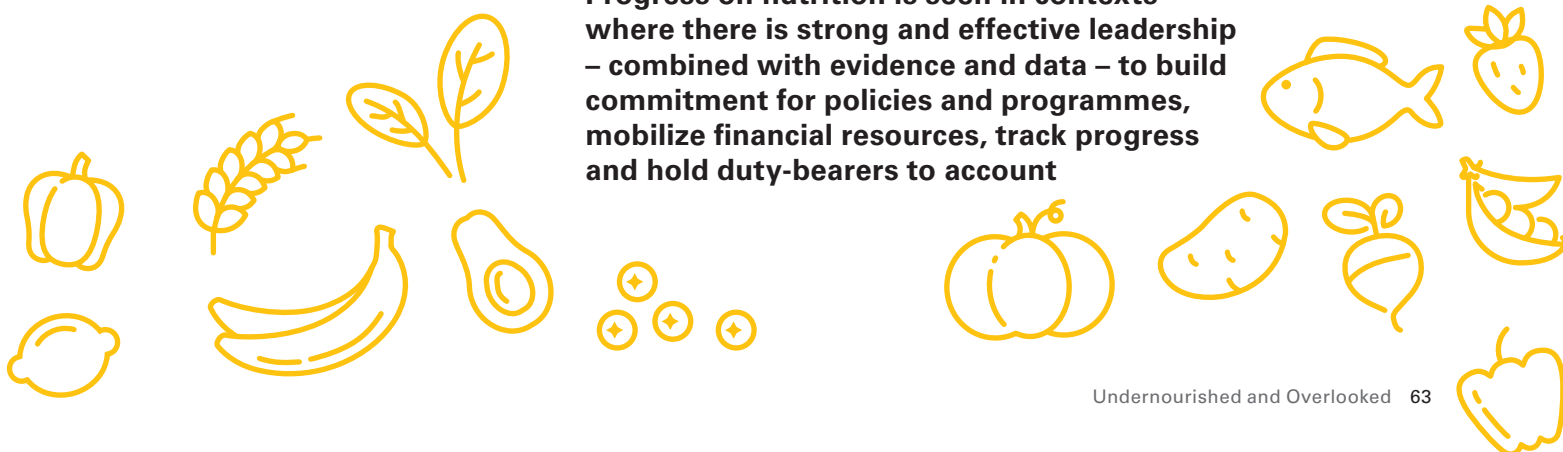 Progress on nutrition is seen in contexts
where there is strong and effective leadership
– combined with evidence and data – to build
commitment for policies and programmes,
mobilize financial resources, track progress
and hold duty-bearers to account
Undernourished and Overlooked 63